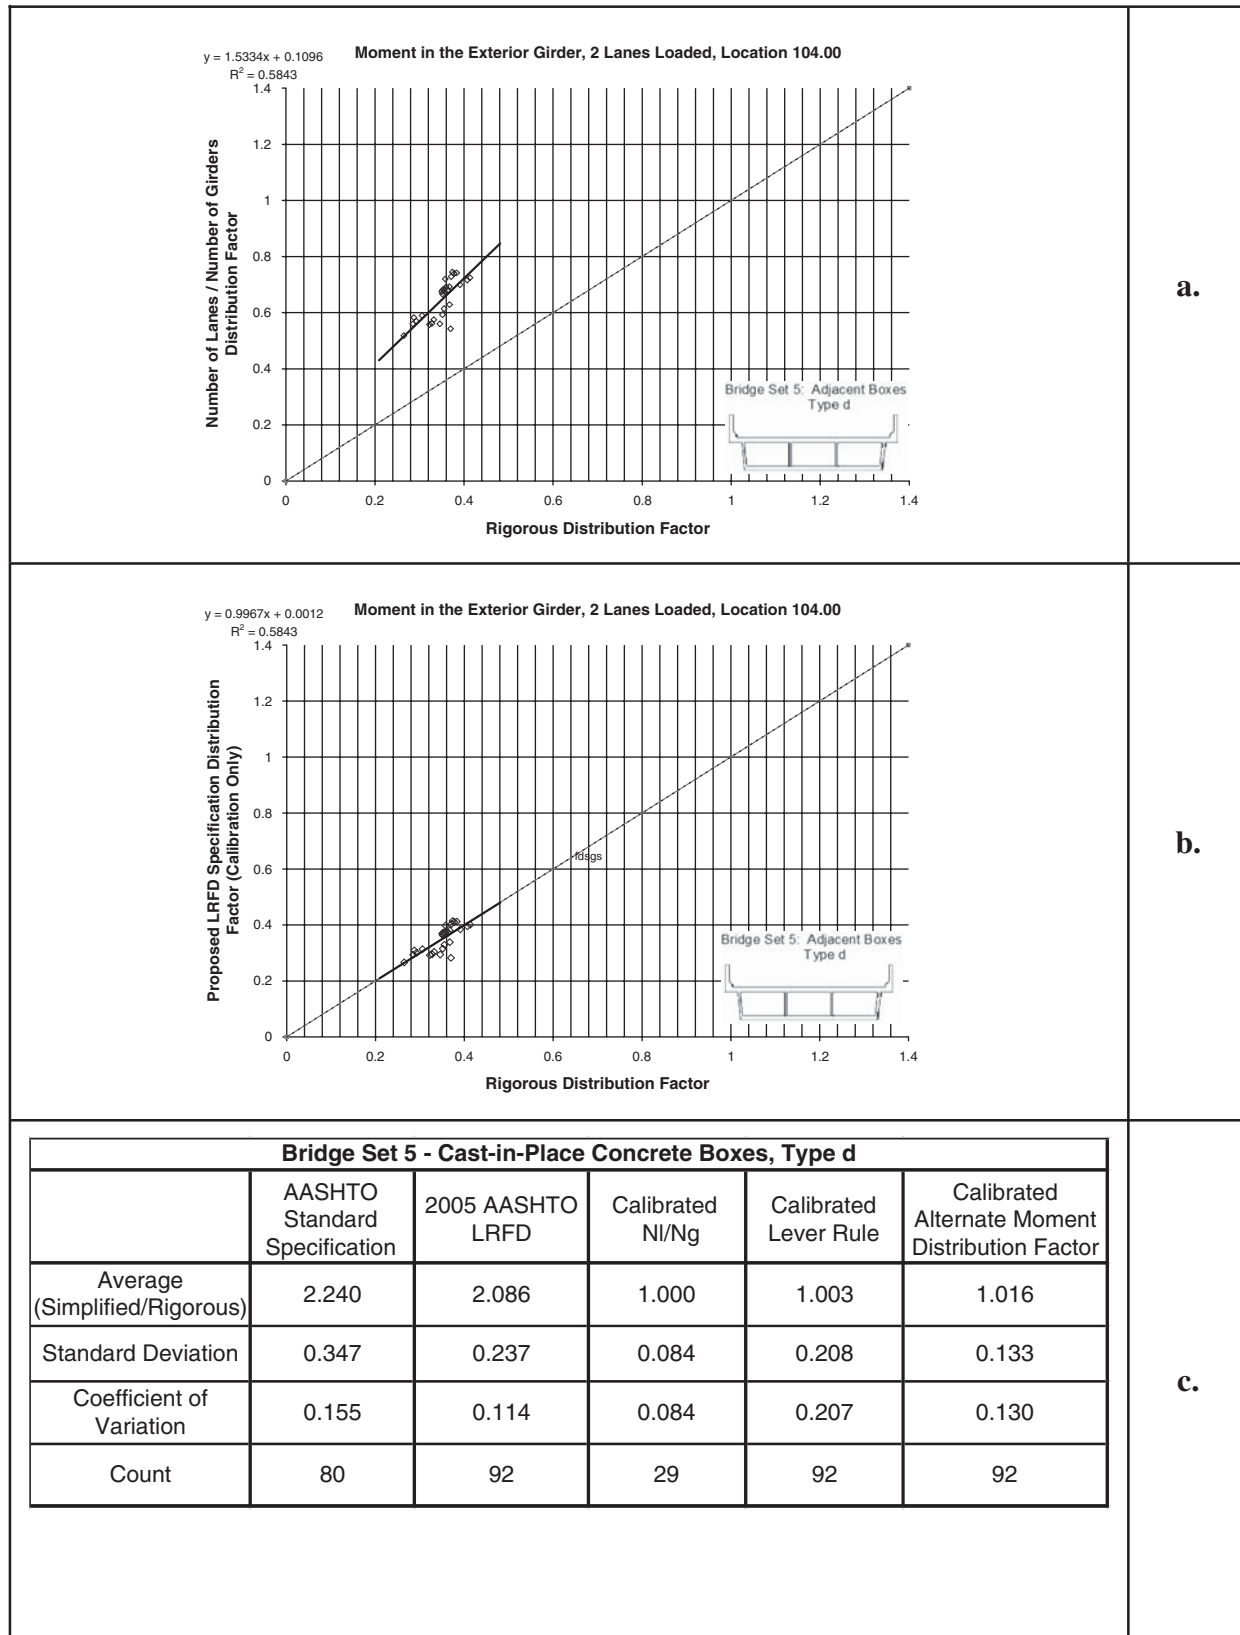 y = 1.5334x + 0.1096
R² = 0.5843
Moment in the Exterior Girder, 2 Lanes Loaded, Location 104.00
Number of Lanes / Number of Girders
Distribution Factor
1.4
1.2
1
0.8
0.6
0.4
0.2
0
0 0.2 0.4 0.6 0.8 1 1.2 1.4
Rigorous Distribution Factor
Bridge Set 5: Adjacent Boxes
Type d
a.
y = 0.9967x + 0.0012
R² = 0.5843
Moment in the Exterior Girder, 2 Lanes Loaded, Location 104.00
Proposed LRFD Specification Distribution
Factor (Calibration Only)
1.4
1.2
1
0.8
0.6
0.4
0.2
0
0 0.2 0.4 0.6 0.8 1 1.2 1.4
Rigorous Distribution Factor
fdsgs
Bridge Set 5: Adjacent Boxes
Type d
b.
Bridge Set 5 - Cast-in-Place Concrete Boxes, Type d
AASHTO
Standard
Specification
2005 AASHTO
LRFD
Calibrated
Nl/Ng
Calibrated
Lever Rule
Calibrated
Alternate Moment
Distribution Factor
Average
(Simplified/Rigorous)
2.240 2.086 1.000 1.003 1.016
Standard Deviation 0.347 0.237 0.084 0.208 0.133
Coefficient of
Variation
0.155 0.114 0.084 0.207 0.130
Count 80 92 29 92 92
c.